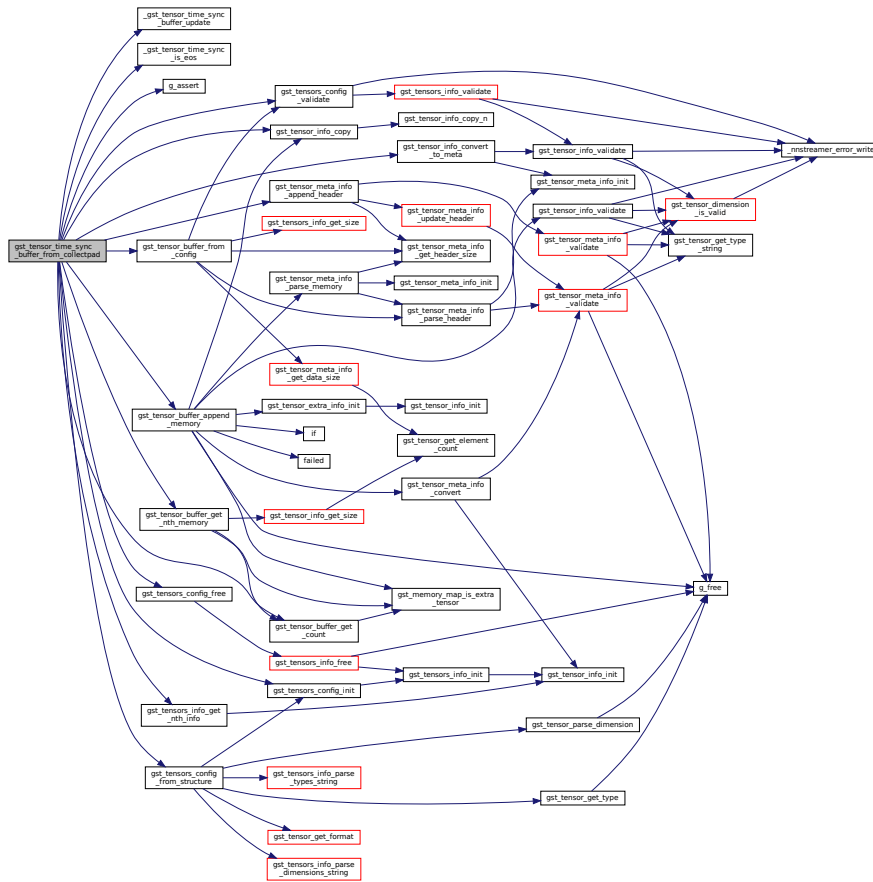 _gst_tensor_time_sync
_buffer_update
_gst_tensor_time_sync
_is_eos
g_assert
gst_tensors_config
_validate
gst_tensors_info_validate
gst_tensor_info_copy
gst_tensor_info_copy_n
gst_tensor_info_convert
_to_meta
gst_tensor_info_validate
_nnstreamer_error_write
gst_tensor_meta_info_init
gst_tensor_meta_info
_append_header
gst_tensor_meta_info
_update_header
gst_tensor_info_validate
gst_tensor_dimension
_is_valid
gst_tensors_info_get_size
gst_tensor_time_sync
_buffer_from_collectpad
gst_tensor_buffer_from
_config
gst_tensor_meta_info
_get_header_size
gst_tensor_meta_info
_validate
gst_tensor_get_type
_string
gst_tensor_meta_info
_parse_memory
gst_tensor_meta_info_init
gst_tensor_meta_info
_parse_header
gst_tensor_meta_info
_validate
gst_tensor_meta_info
_get_data_size
gst_tensor_buffer_append
_memory
gst_tensor_extra_info_init
gst_tensor_info_init
if
failed
gst_tensor_get_element
_count
gst_tensor_meta_info
_convert
gst_tensor_buffer_get
_nth_memory
gst_tensor_info_get_size
gst_tensors_config_free
gst_memory_map_is_extra
_tensor
g_free
gst_tensor_buffer_get
_count
gst_tensors_info_free
gst_tensors_info_init
gst_tensor_info_init
gst_tensors_config_init
gst_tensors_info_get
_nth_info
gst_tensor_parse_dimension
gst_tensors_config
_from_structure
gst_tensors_info_parse
_types_string
gst_tensor_get_type
gst_tensor_get_format
gst_tensors_info_parse
_dimensions_string